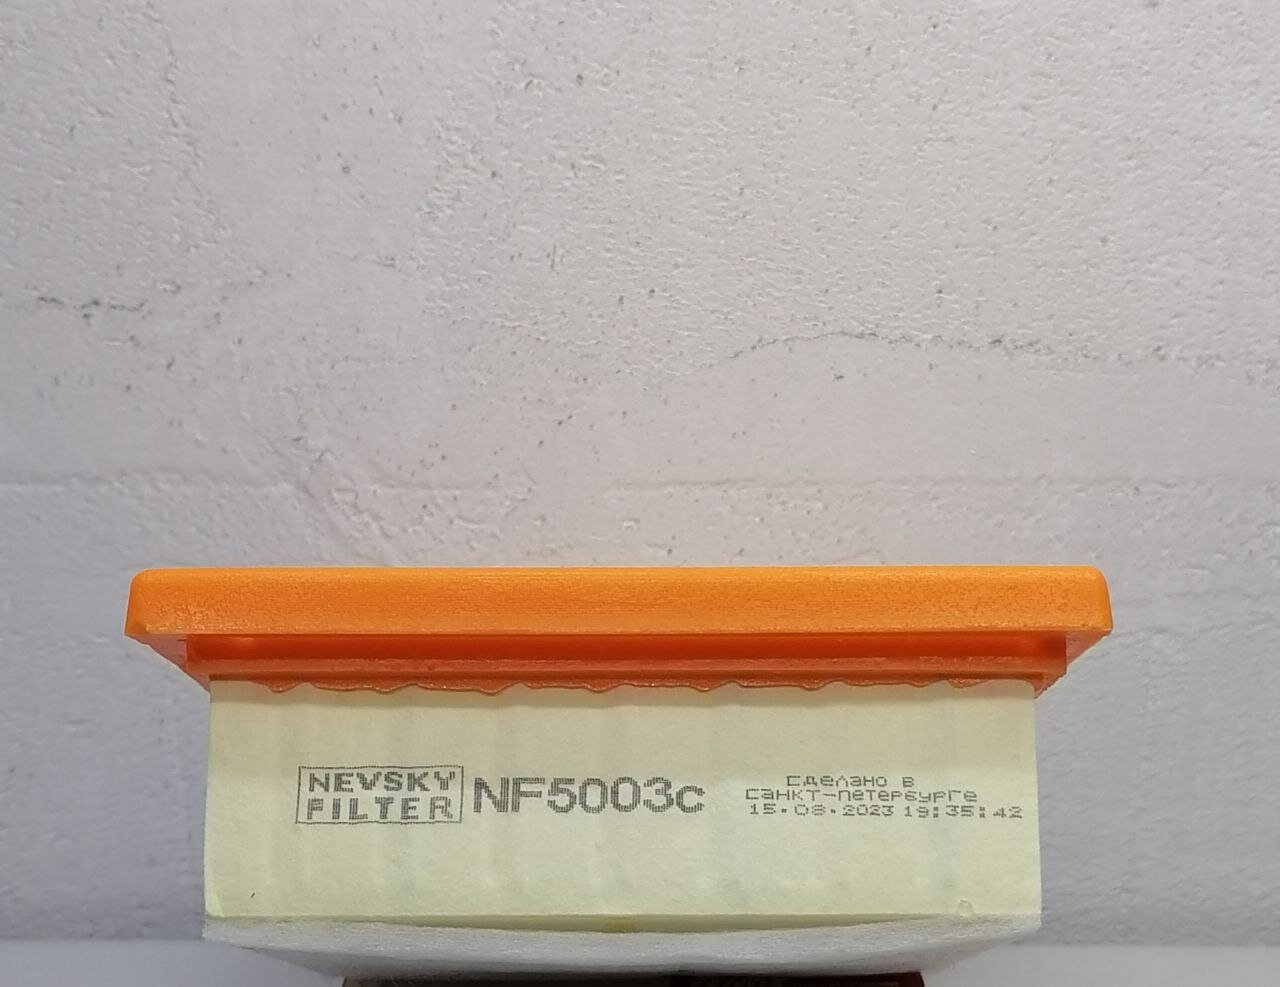 NEVSKY
FILTER
NF5003c
Сделано в
Санкт-Петербурге
15.08.2023 19:35:42